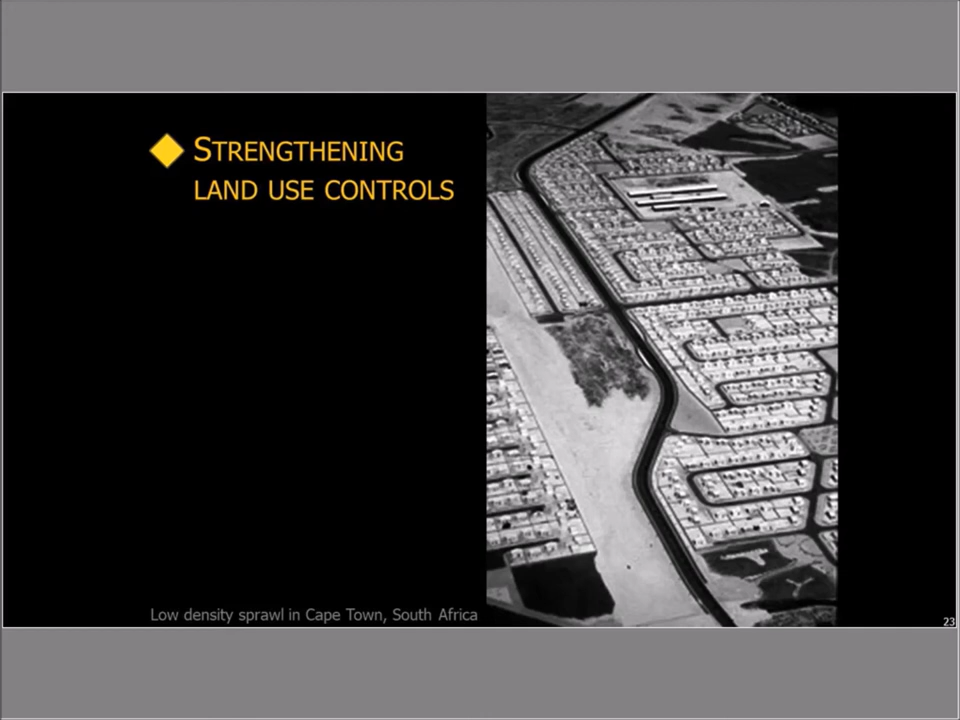 STRENGTHENING
LAND USE CONTROLS
Low density sprawl in Cape Town, South Africa
23